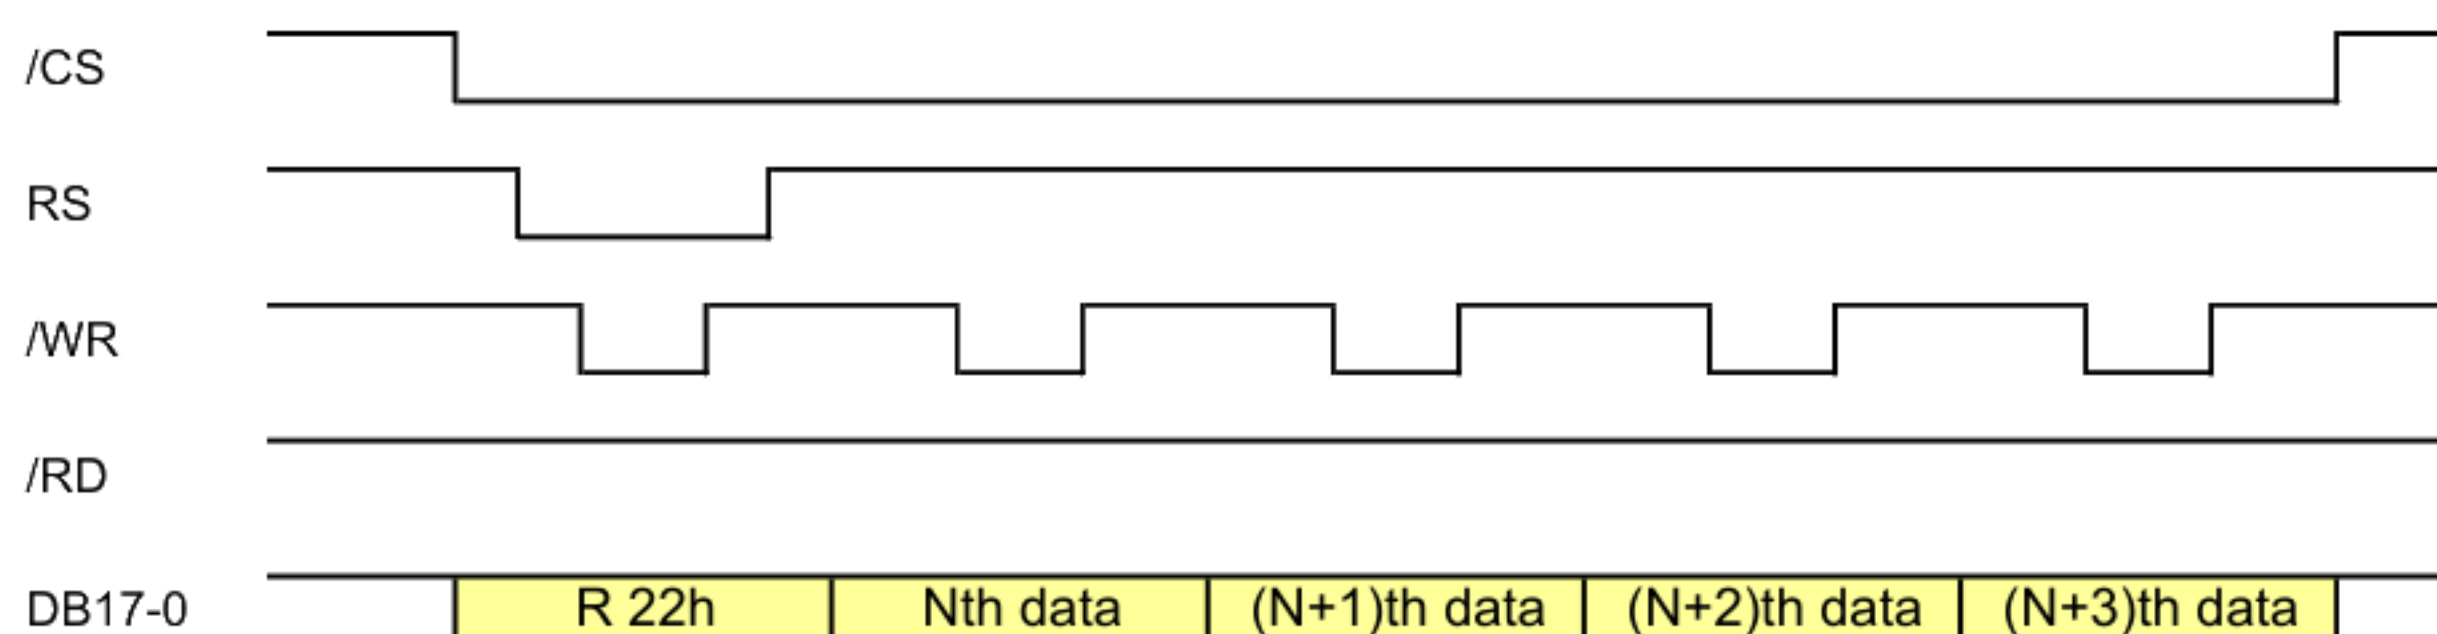 /CS
RS
/WR
/RD
DB17-0 R 22h Nth data (N+1)th data (N+2)th data (N+3)th data